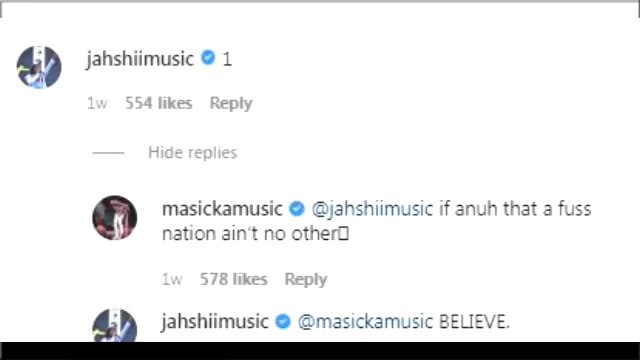 jahshiimusic 1
1w 554 likes Reply
Hide replies
masickamusic @jahshiimusic if anuh that a fuss
nation ain't no other▯
1w 578 likes Reply
jahshiimusic @masickamusic BELIEVE.